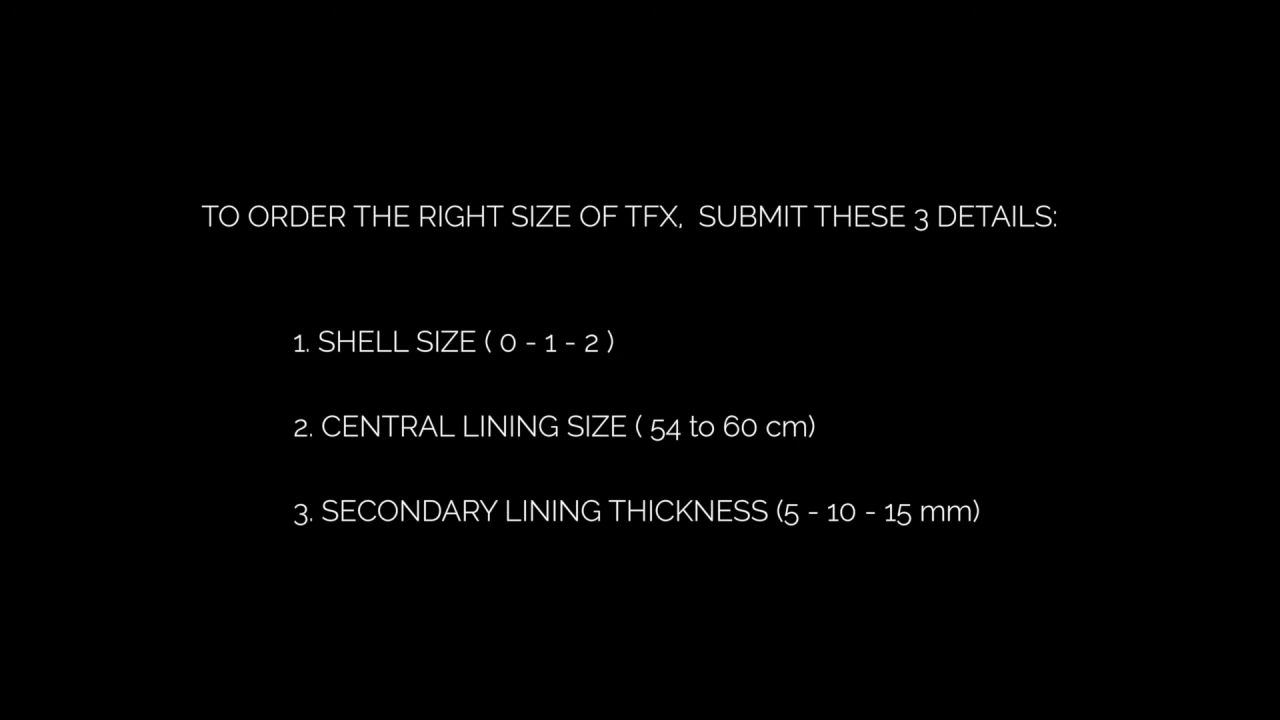 TO ORDER THE RIGHT SIZE OF TFX,  SUBMIT THESE 3 DETAILS:
1. SHELL SIZE ( 0 - 1 - 2 )
2. CENTRAL LINING SIZE ( 54 to 60 cm)
3. SECONDARY LINING THICKNESS (5 - 10 - 15 mm)